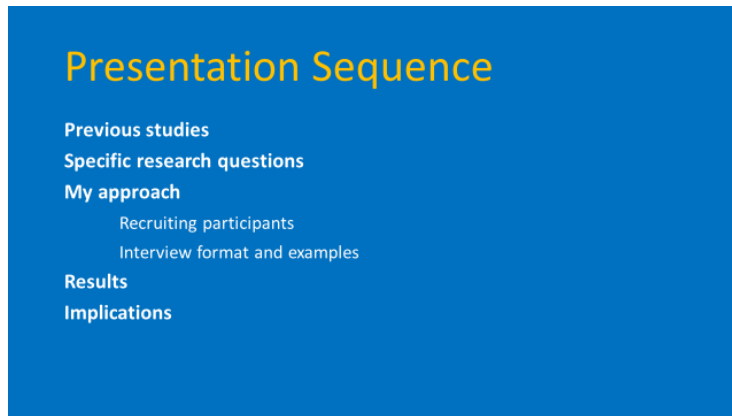 Presentation Sequence
Previous studies
Specific research questions
My approach
Recruiting participants
Interview format and examples
Results
Implications